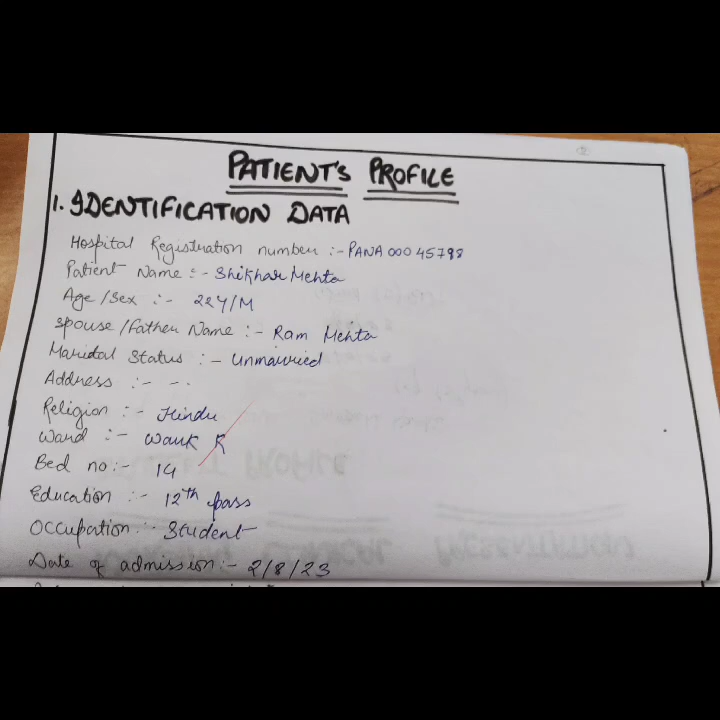 PATIENT'S PROFILE
1. IDENTIFICATION DATA
Hospital Registration number :- PANA 000 45798
Patient Name :- Shikhar Mehta
Age/Sex :- 22Y/M
Spouse/Father Name :- Ram Mehta
Marital Status :- Unmarried
Address :- - -
Religion :- Hindu
Ward :- R
Bed no:- 14
Education :- 12th pass
Occupation :- Student
Date of admission:- 2/8/23